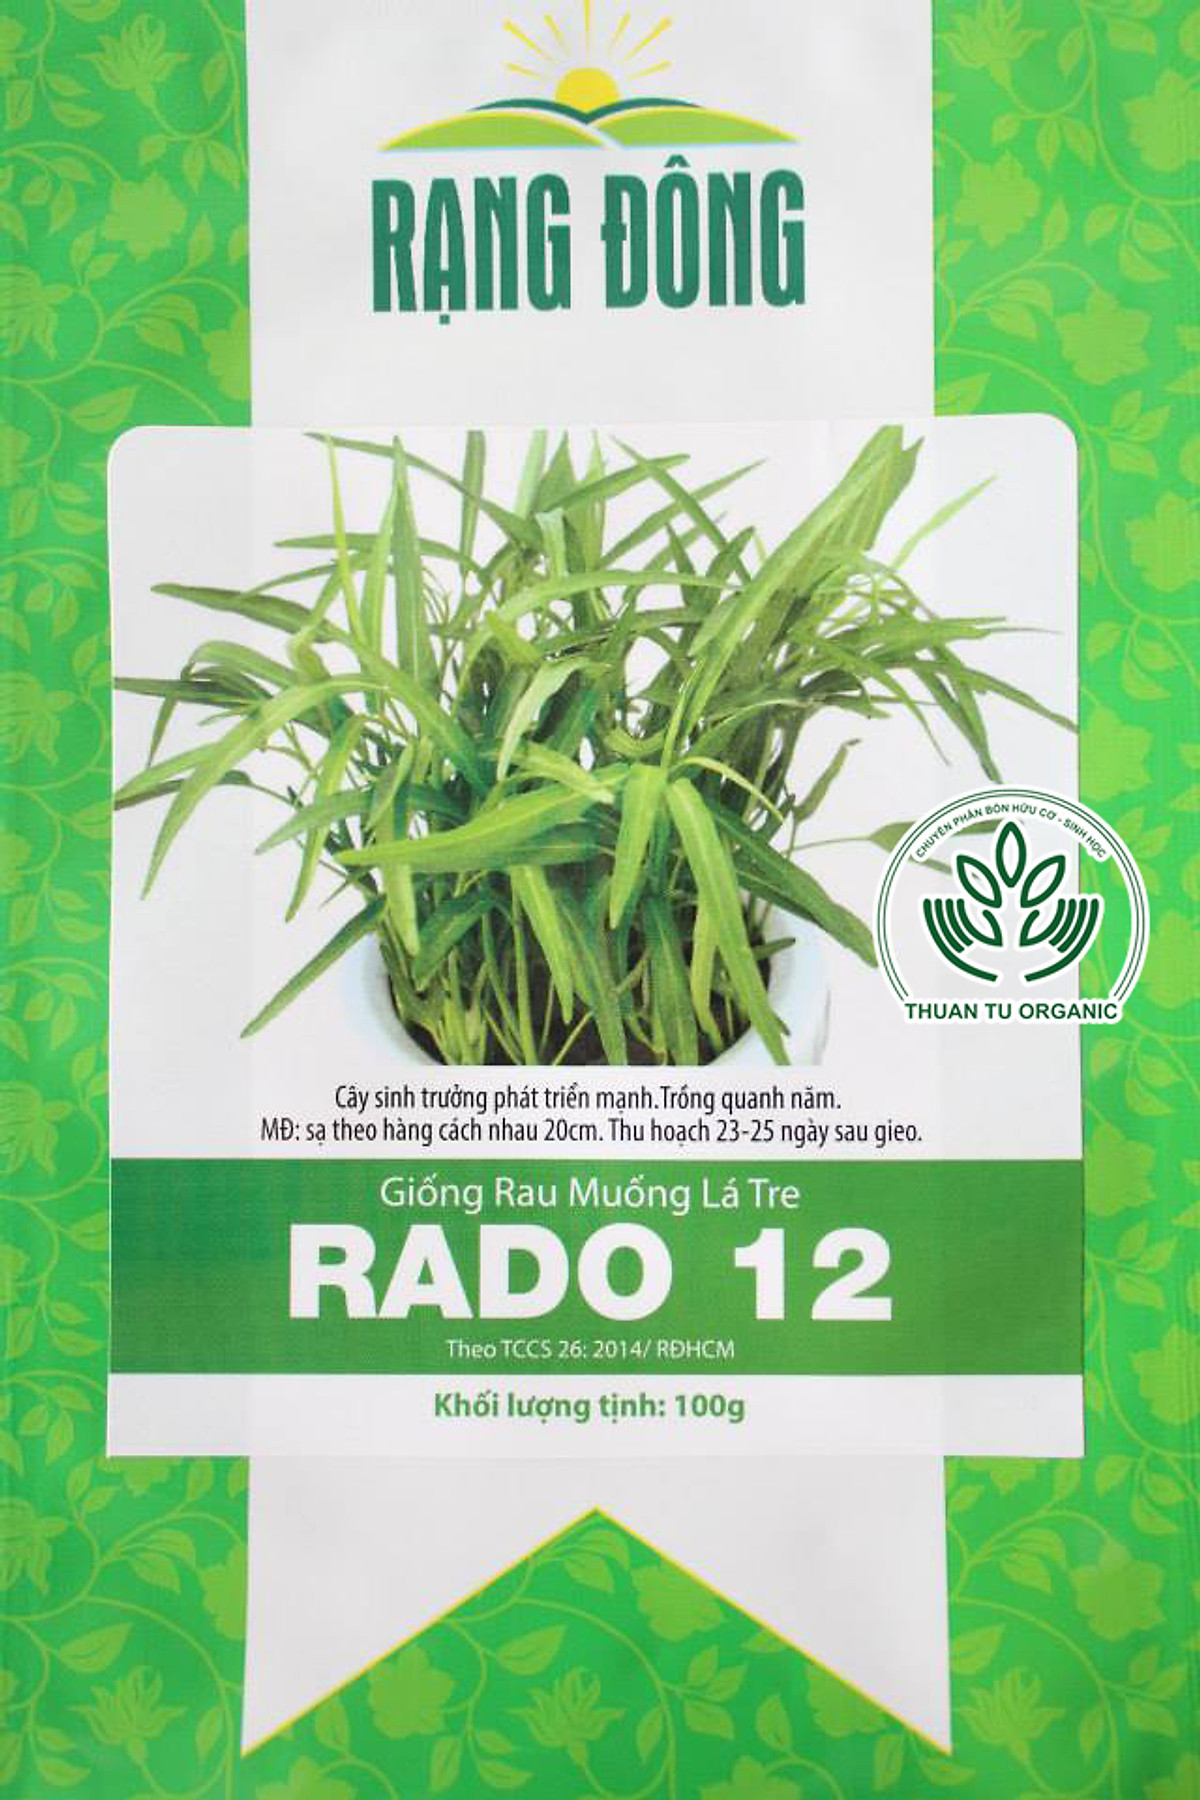 RẠNG ĐÔNG
CHUYÊN PHÂN BÓN HỮU CƠ - SINH HỌC
THUAN TU ORGANIC
Cây sinh trưởng phát triển mạnh.Trồng quanh năm.
MĐ: sạ theo hàng cách nhau 20cm. Thu hoạch 23-25 ngày sau gieo.
Giống Rau Muống Lá Tre
RADO 12
Theo TCCS 26: 2014/ RĐHCM
Khối lượng tịnh: 100g